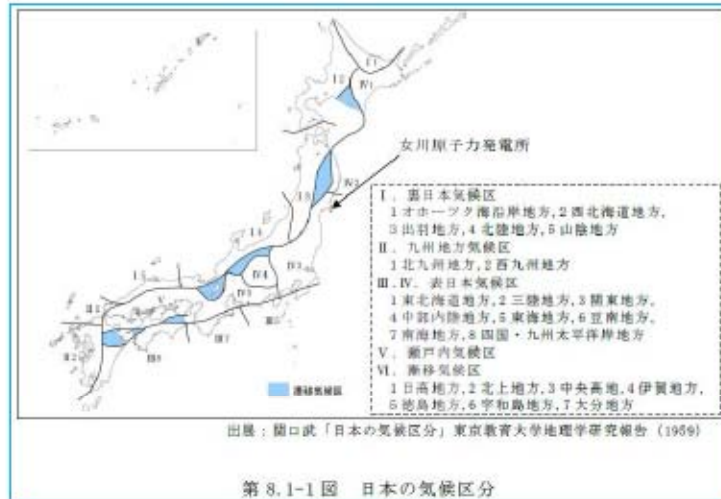 Ⅰ1
Ⅰ2
Ⅳ1
女川原子力発電所
Ⅳ2
Ⅰ3
Ⅰ4
Ⅳ4
Ⅰ5
Ⅴ
Ⅱ2
Ⅲ8
Ⅲ7
漸移気候区
Ⅰ. 裏日本気候区
1オホーツク海沿岸地方,2西北海道地方,
3出羽地方,4北陸地方,5山陰地方
Ⅱ. 九州地方気候区
1北九州地方,2西九州地方
Ⅲ.Ⅳ. 表日本気候区
1東北海道地方,2三陸地方,3関東地方,
4中部内陸地方,5東海地方,6豆南地方,
7南海地方,8四国・九州太平洋岸地方
Ⅴ. 瀬戸内気候区
Ⅵ. 漸移気候区
1日高地方,2北上地方,3中央高地,4伊賀地方,
5徳島地方,6宇和島地方,7大分地方
出展:関口武「日本の気候区分」東京教育大学地理学研究報告 (1959)
第 8.1-1 図 日本の気候区分